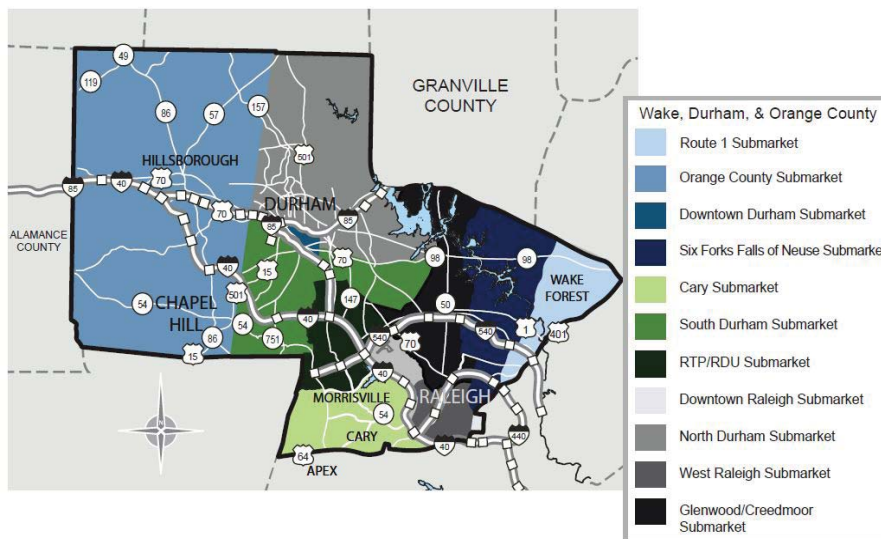 49
119
GRANVILLE
COUNTY
86
57
157
HILLSBOROUGH
501
70
85
40
70
DURHAM
85
85
ALAMANCE
COUNTY
40
15
70
98
98
WAKE
FOREST
501
54
CHAPEL
HILL
54
147
50
40
1
401
86
751
540
70
540
15
40
MORRISVILLE
RALEIGH
54
CARY
440
64
40
APEX
Wake, Durham, & Orange County
Route 1 Submarket
Orange County Submarket
Downtown Durham Submarket
Six Forks Falls of Neuse Submarke
Cary Submarket
South Durham Submarket
RTP/RDU Submarket
Downtown Raleigh Submarket
North Durham Submarket
West Raleigh Submarket
Glenwood/Creedmoor
Submarket